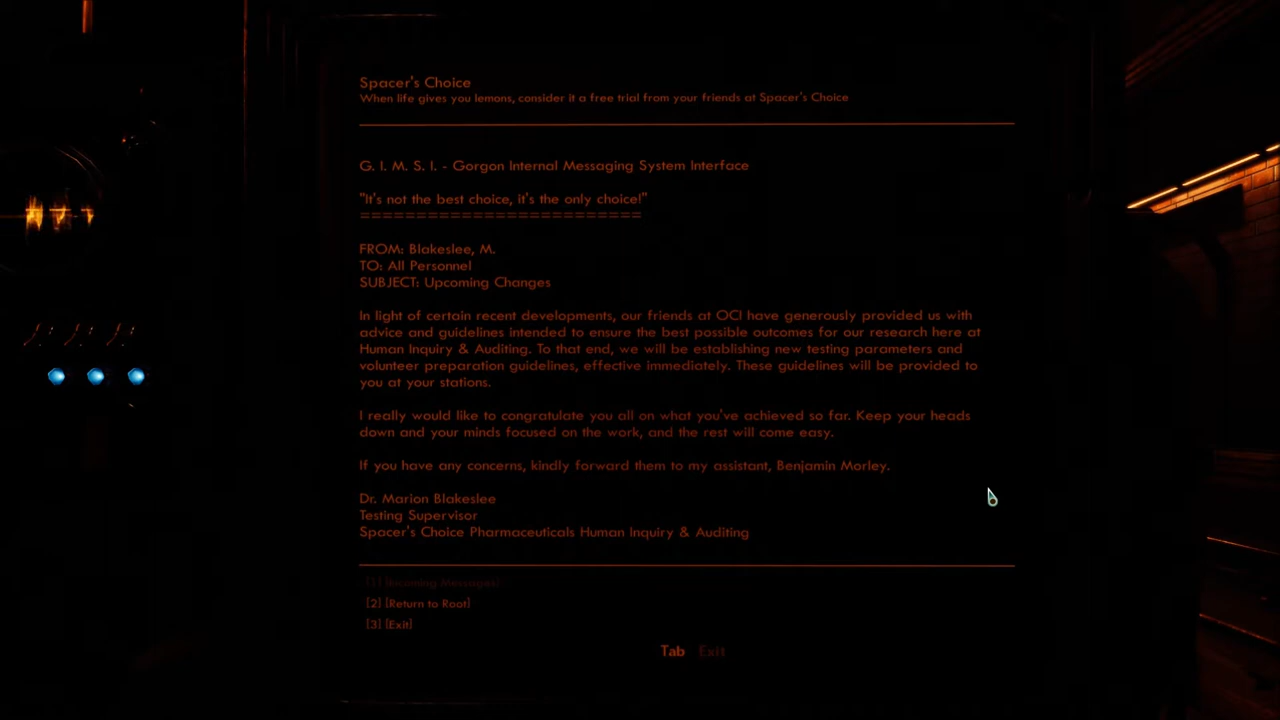 Spacer's Choice
When life gives you lemons, consider it a free trial from your friends at Spacer's Choice
G. I. M. S. I. - Gorgon Internal Messaging System Interface
"It's not the best choice, it's the only choice!"
========================
FROM: Blakeslee, M.
TO: All Personnel
SUBJECT: Upcoming Changes
In light of certain recent developments, our friends at OCI have generously provided us with
advice and guidelines intended to ensure the best possible outcomes for our research here at
Human Inquiry & Auditing. To that end, we will be establishing new testing parameters and
volunteer preparation guidelines, effective immediately. These guidelines will be provided to
you at your stations.
I really would like to congratulate you all on what you've achieved so far. Keep your heads
down and your minds focused on the work, and the rest will come easy.
If you have any concerns, kindly forward them to my assistant, Benjamin Morley.
Dr. Marion Blakeslee
Testing Supervisor
Spacer's Choice Pharmaceuticals Human Inquiry & Auditing
[1] [Incoming Messages]
[2] [Return to Root]
[3] [Exit]
Tab Exit